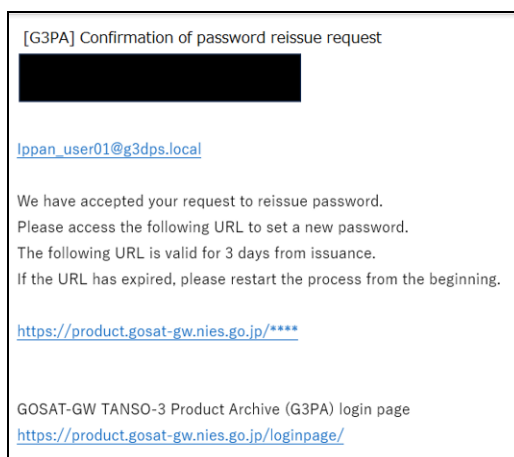 [G3PA] Confirmation of password reissue request
Ippan_user01@g3dps.local
We have accepted your request to reissue password.
Please access the following URL to set a new password.
The following URL is valid for 3 days from issuance.
If the URL has expired, please restart the process from the beginning.
https://product.gosat-gw.nies.go.jp/****
GOSAT-GW TANSO-3 Product Archive (G3PA) login page
https://product.gosat-gw.nies.go.jp/loginpage/